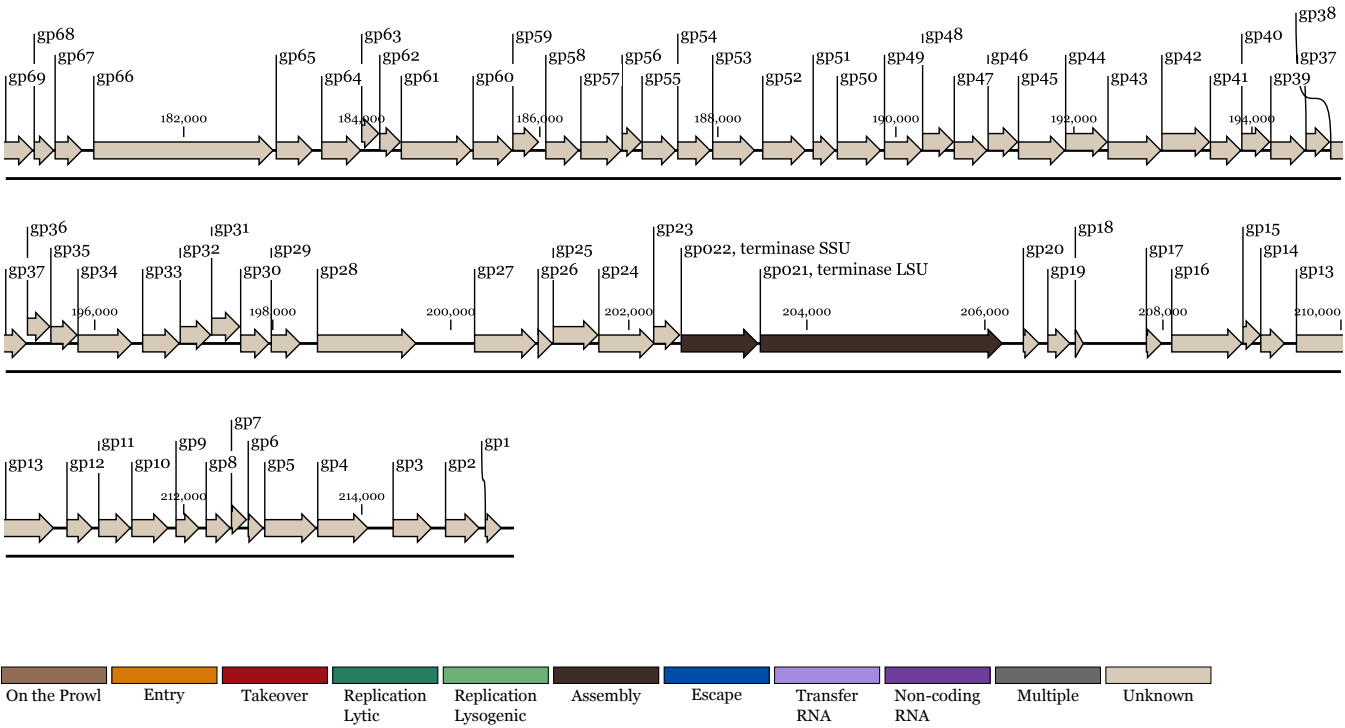 gp38
gp68 gp63 gp59 gp54 gp48 gp40
gp67 gp65 gp62 gp58 gp56 gp53 gp51 gp49 gp46 gp44 gp42 gp37
gp69 gp66 gp64 gp61 gp60 gp57 gp55 gp52 gp50 gp47 gp45 gp43 gp41 gp39
182,000 184,000 186,000 188,000 190,000 192,000 194,000
gp36 gp31 gp23 gp18 gp15
gp35 gp32 gp29 gp25 gp022, terminase SSU gp20 gp17 gp14
gp37 gp34 gp33 gp30 gp28 gp27 gp26 gp24 gp021, terminase LSU gp19 gp16 gp13
196,000 198,000 200,000 202,000 204,000 206,000 208,000 210,000
gp7
gp11 gp9 gp6 gp1
gp13 gp12 gp10 gp8 gp5 gp4 gp3 gp2
212,000 214,000
On the Prowl Entry Takeover Replication Replication Assembly Escape Transfer Non-coding Multiple Unknown
Lytic Lysogenic RNA RNA